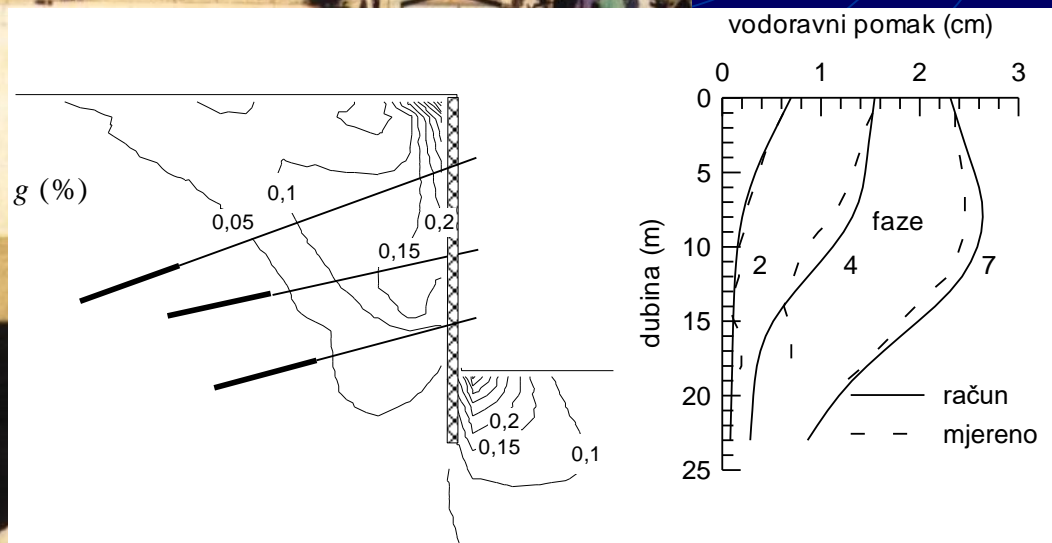 g (%)
0,05
0,1
0,2
0,15
0,2
0,15
0,1
vodoravni pomak (cm)
0 1 2 3
0
5
10
15
20
25
dubina (m)
faze
2 4 7
račun
mjereno